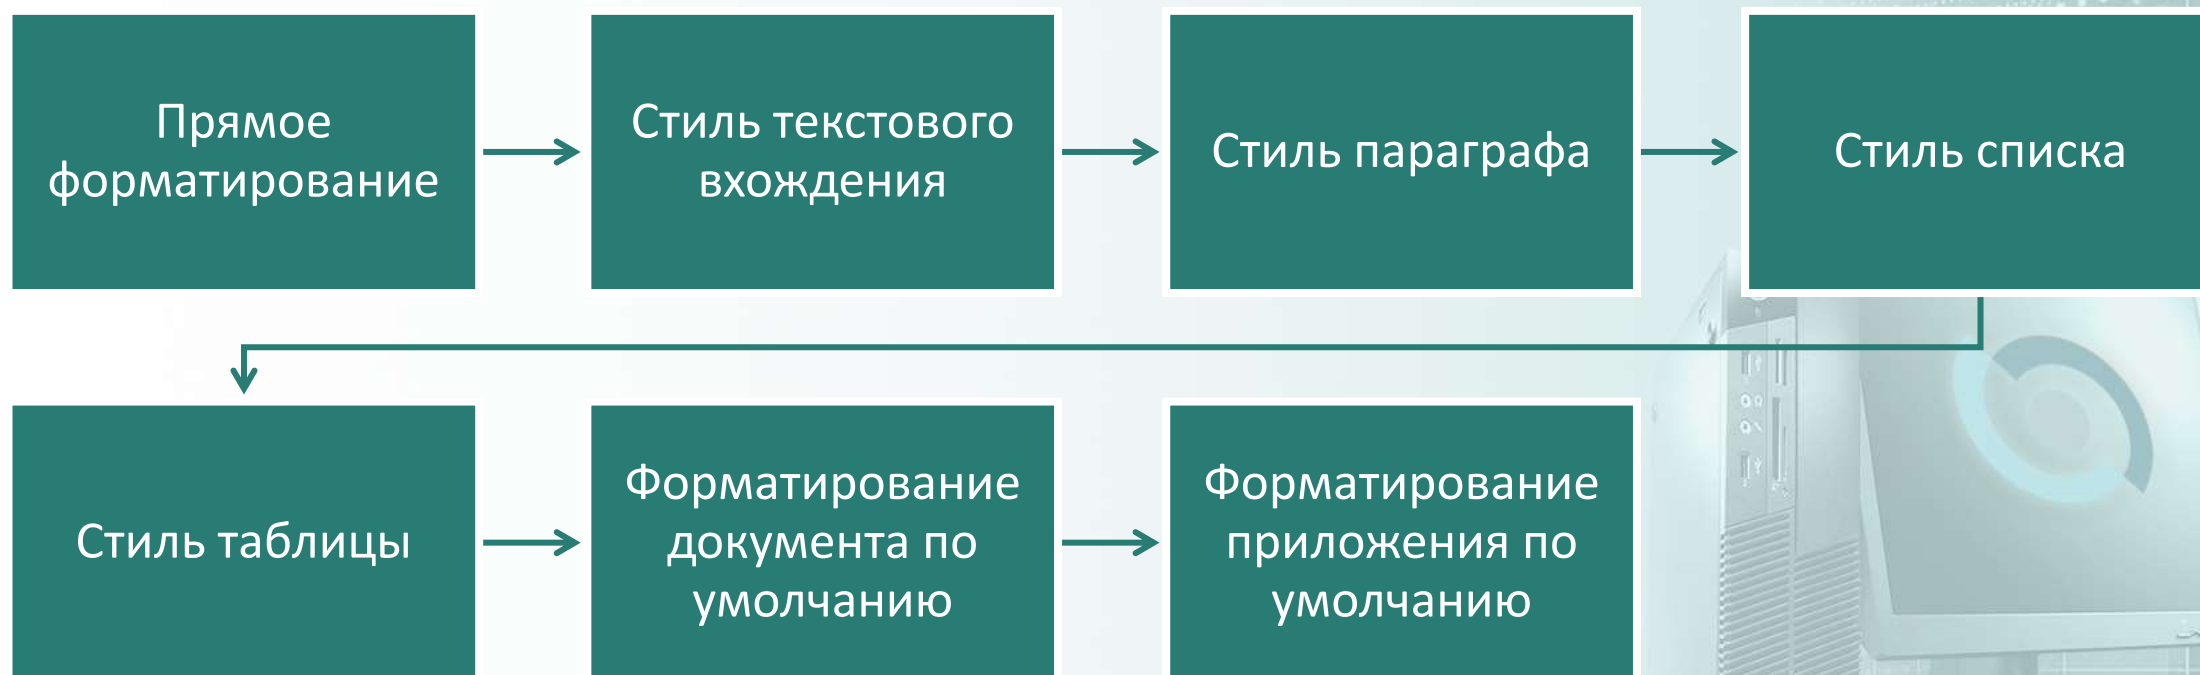 Прямое
форматирование
Стиль текстового
вхождения
Стиль параграфа
Стиль списка
Стиль таблицы
Форматирование
документа по
умолчанию
Форматирование
приложения по
умолчанию